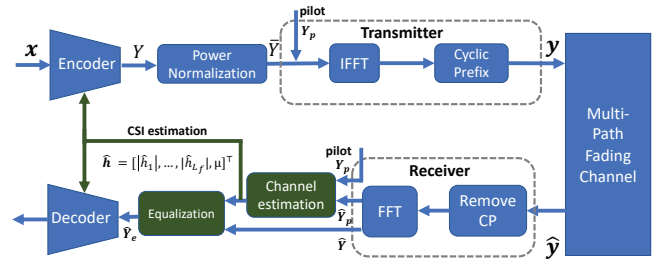 pilot
Y_p
Transmitter
x
Encoder
Y
Power
Normalization
Ȳ
IFFT
Cyclic
Prefix
y
Multi-
Path
Fading
Channel
CSI estimation
ĥ = [|ĥ_1|, …, |ĥ_{L_f}|, μ]^⊤
pilot
Y_p
Receiver
Decoder
Ŷ_e
Equalization
Channel
estimation
Ŷ_p
Ŷ
FFT
Remove
CP
ŷ